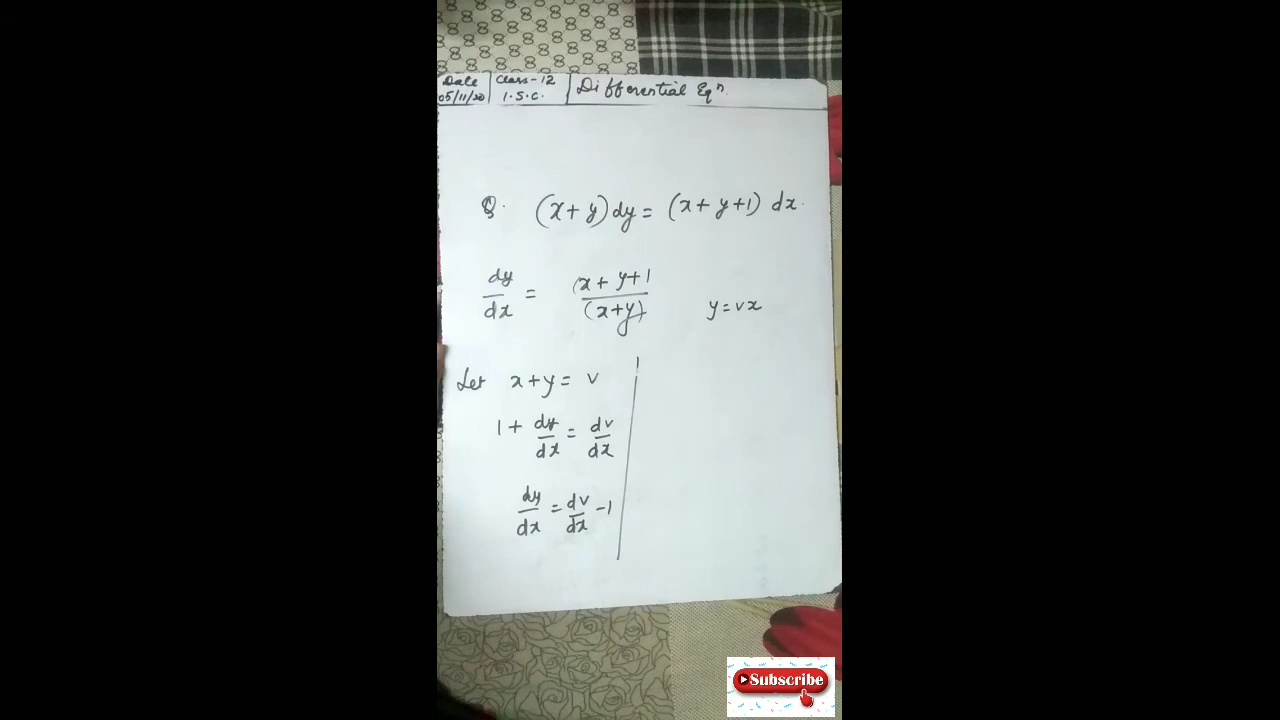 Date 05/11/20 | Class-12 I.S.C. | Differential Eqⁿ.
Q. (x+y)dy = (x+y+1) dx.
dy/dx = (x+y+1)/(x+y)
y=vx
Let x+y = v
1 + dy/dx = dv/dx
dy/dx = dv/dx -1
Subscribe